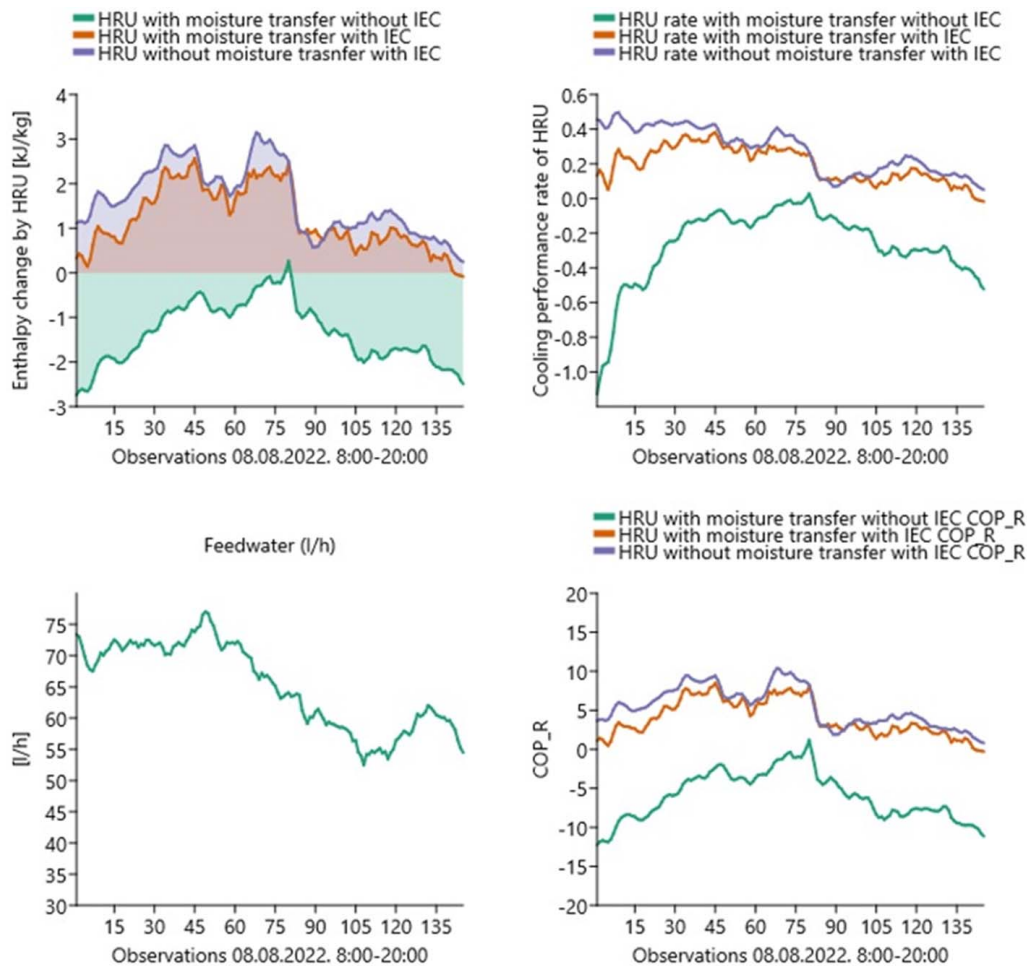 HRU with moisture transfer without IEC
HRU with moisture transfer with IEC
HRU without moisture trasnfer with IEC
Enthalpy change by HRU [kJ/kg]
4
3
2
1
0
-1
-2
-3
15 30 45 60 75 90 105 120 135
Observations 08.08.2022. 8:00-20:00
HRU rate with moisture transfer without IEC
HRU rate with moisture transfer with IEC
HRU rate without moisture transfer with IEC
Cooling performance rate of HRU
0.6
0.4
0.2
0.0
-0.2
-0.4
-0.6
-0.8
-1.0
15 30 45 60 75 90 105 120 135
Observations 08.08.2022. 8:00-20:00
Feedwater (l/h)
[l/h]
75
70
65
60
55
50
45
40
35
30
15 30 45 60 75 90 105 120 135
Observations 08.08.2022. 8:00-20:00
HRU with moisture transfer without IEC COP_R
HRU with moisture transfer with IEC COP_R
HRU without moisture transfer with IEC COP_R
COP_R
20
15
10
5
0
-5
-10
-15
-20
15 30 45 60 75 90 105 120 135
Observations 08.08.2022. 8:00-20:00